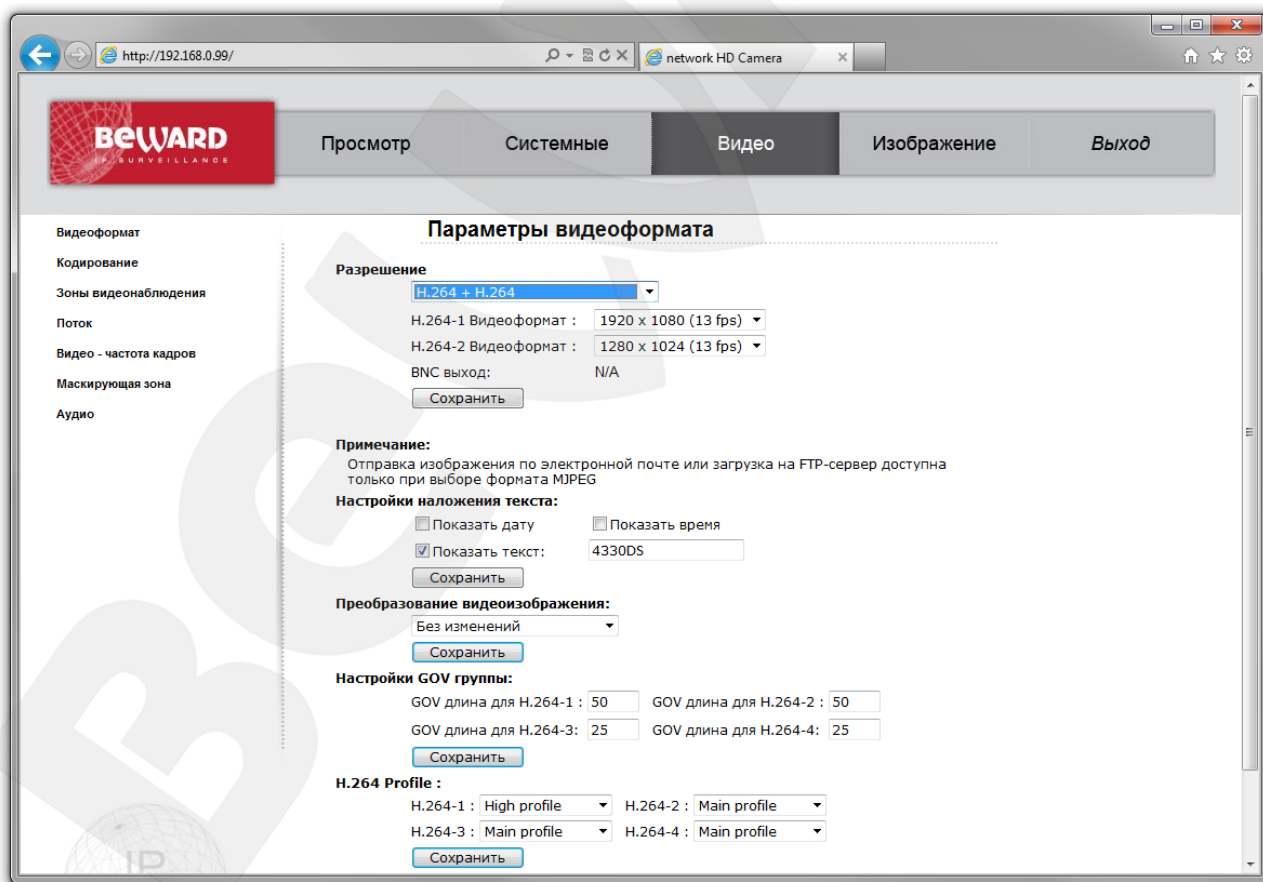 http://192.168.0.99/
network HD Camera
BEWARD
IP SURVEILLANCE
Просмотр Системные Видео Изображение Выход
Видеоформат
Кодирование
Зоны видеонаблюдения
Поток
Видео - частота кадров
Маскирующая зона
Аудио
Параметры видеоформата
Разрешение
H.264 + H.264
H.264-1 Видеоформат : 1920 x 1080 (13 fps)
H.264-2 Видеоформат : 1280 x 1024 (13 fps)
BNC выход: N/A
Сохранить
Примечание:
Отправка изображения по электронной почте или загрузка на FTP-сервер доступна
только при выборе формата MJPEG
Настройки наложения текста:
Показать дату Показать время
Показать текст: 4330DS
Сохранить
Преобразование видеоизображения:
Без изменений
Сохранить
Настройки GOV группы:
GOV длина для H.264-1 : 50 GOV длина для H.264-2 : 50
GOV длина для H.264-3: 25 GOV длина для H.264-4: 25
Сохранить
H.264 Profile :
H.264-1 : High profile H.264-2 : Main profile
H.264-3 : Main profile H.264-4 : Main profile
Сохранить
IP